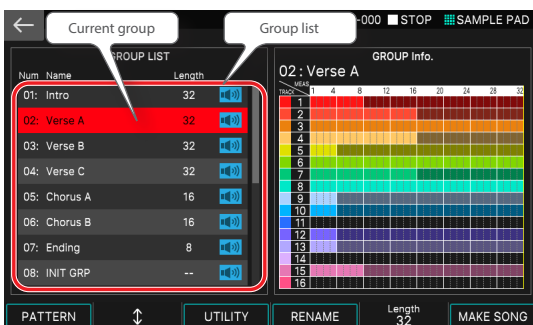 Current group
Group list
-000 STOP SAMPLE PAD
GROUP LIST
Num Name Length
01: Intro 32
02: Verse A 32
03: Verse B 32
04: Verse C 32
05: Chorus A 16
06: Chorus B 16
07: Ending 8
08: INIT GRP --
GROUP Info.
02: Verse A
MEAS
TRACK 1 4 8 12 16 20 24 28 32
1
2
3
4
5
6
7
8
9
10
11
12
13
14
15
16
PATTERN UTILITY RENAME Length 32 MAKE SONG